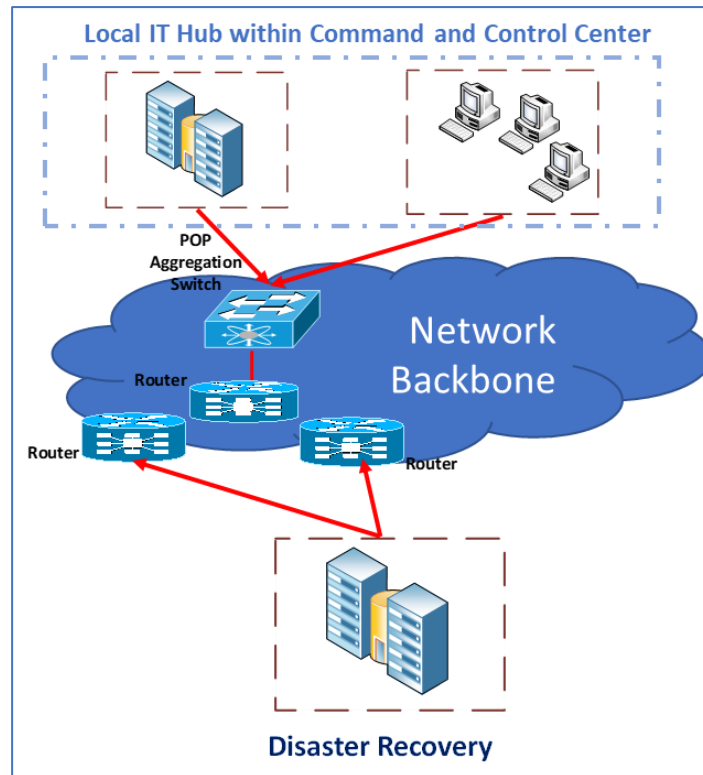 Local IT Hub within Command and Control Center
POP
Aggregation
Switch
Network
Backbone
Router
Router
Router
Disaster Recovery